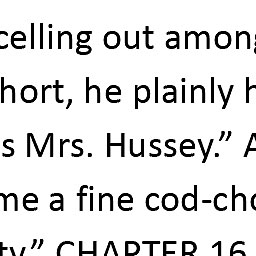 celling out among
hort, he plainly h
s Mrs. Hussey.” A
me a fine cod-cho
ty.” CHAPTER 16